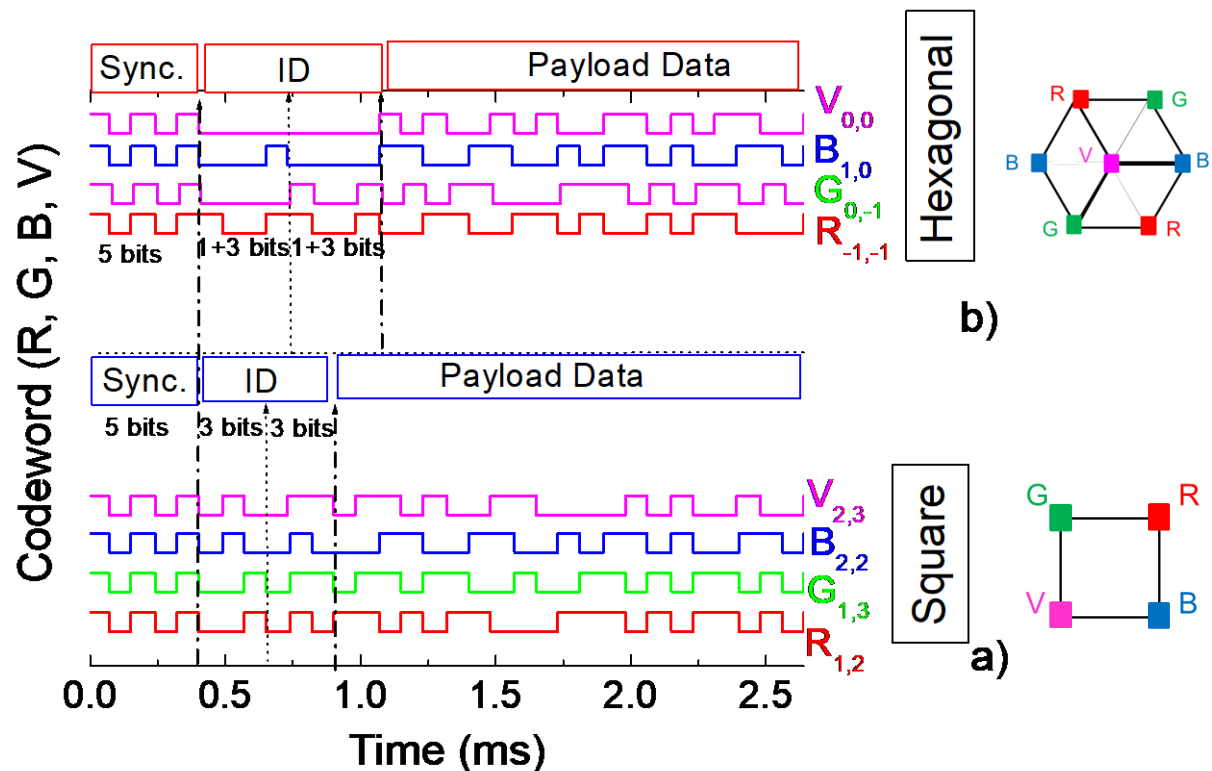 Codeword (R, G, B, V)
Sync. ID Payload Data
V0,0
B1,0
G0,-1
R-1,-1
5 bits 1+3 bits 1+3 bits
Hexagonal
R G
B V B
G R
b)
Sync. ID Payload Data
5 bits 3 bits 3 bits
V2,3
B2,2
G1,3
R1,2
Square
G R
V B
a)
0.0 0.5 1.0 1.5 2.0 2.5
Time (ms)